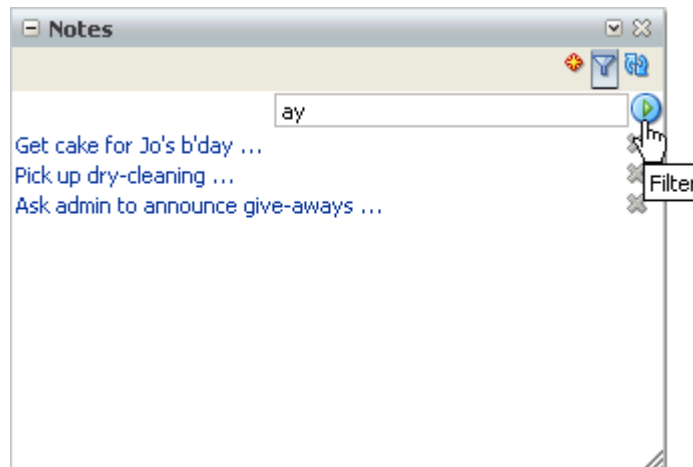 Notes
ay
Get cake for Jo's b'day ...
Pick up dry-cleaning ...
Filter
Ask admin to announce give-aways ...